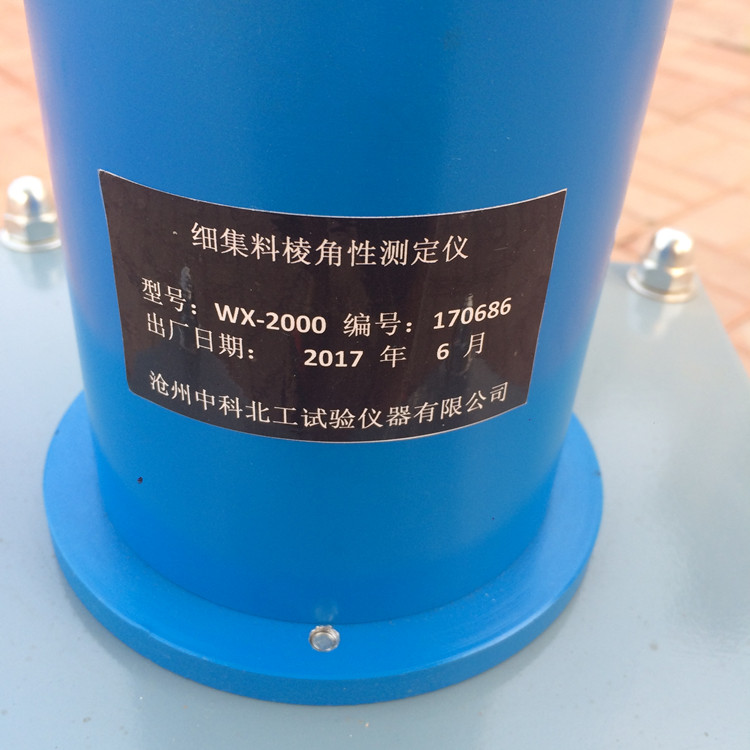 细集料棱角性测定仪
型号：WX-2000 编号：170686
出厂日期： 2017 年 6 月
沧州中科北工试验仪器有限公司